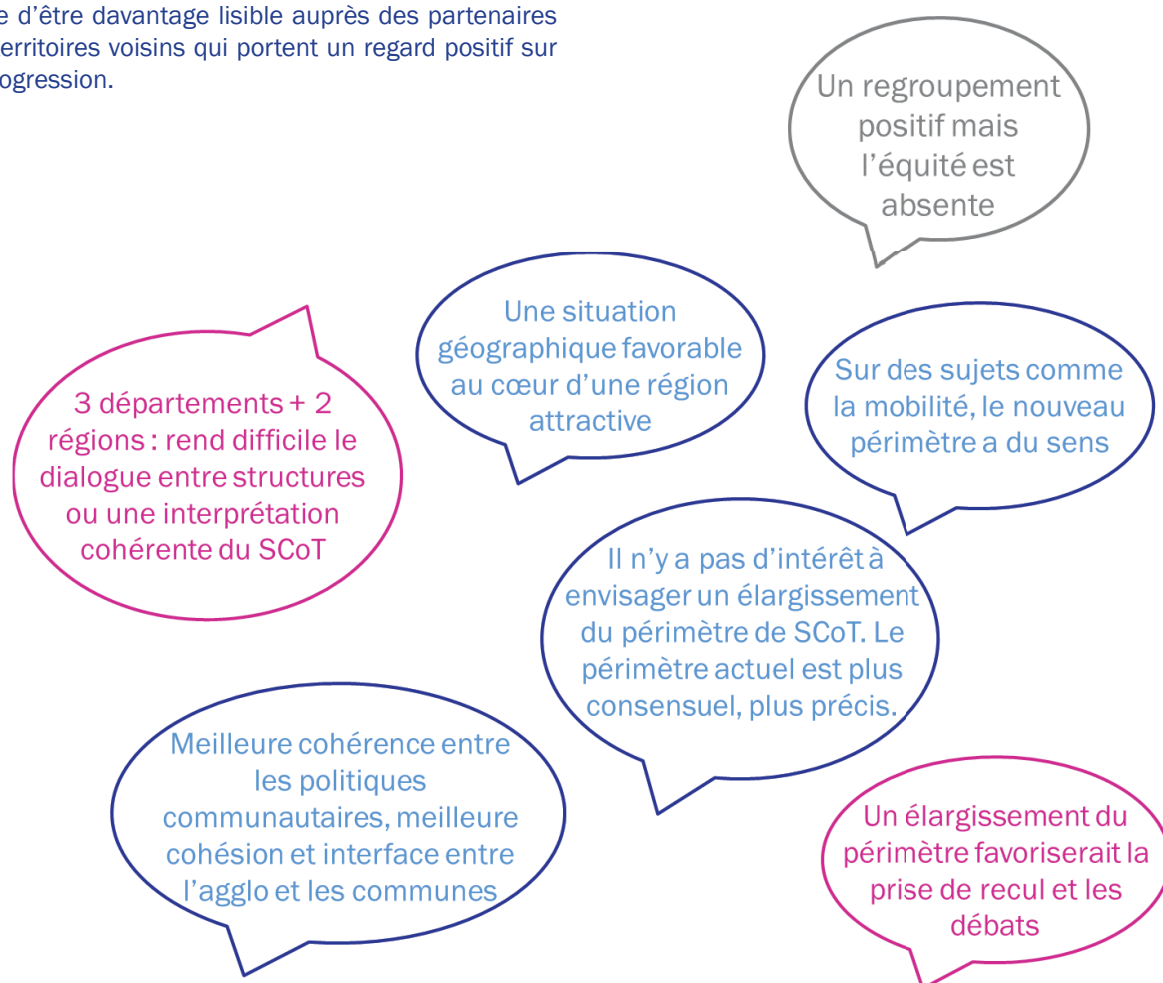 e d’être davantage lisible auprès des partenaires
erritoires voisins qui portent un regard positif sur
ogression.
Un regroupement
positif mais
l’équité est
absente
Une situation
géographique favorable
au cœur d’une région
attractive
Sur des sujets comme
la mobilité, le nouveau
périmètre a du sens
3 départements + 2
régions : rend difficile le
dialogue entre structures
ou une interprétation
cohérente du SCoT
Il n’y a pas d’intérêt à
envisager un élargissement
du périmètre de SCoT. Le
périmètre actuel est plus
consensuel, plus précis.
Meilleure cohérence entre
les politiques
communautaires, meilleure
cohésion et interface entre
l’agglo et les communes
Un élargissement du
périmètre favoriserait la
prise de recul et les
débats